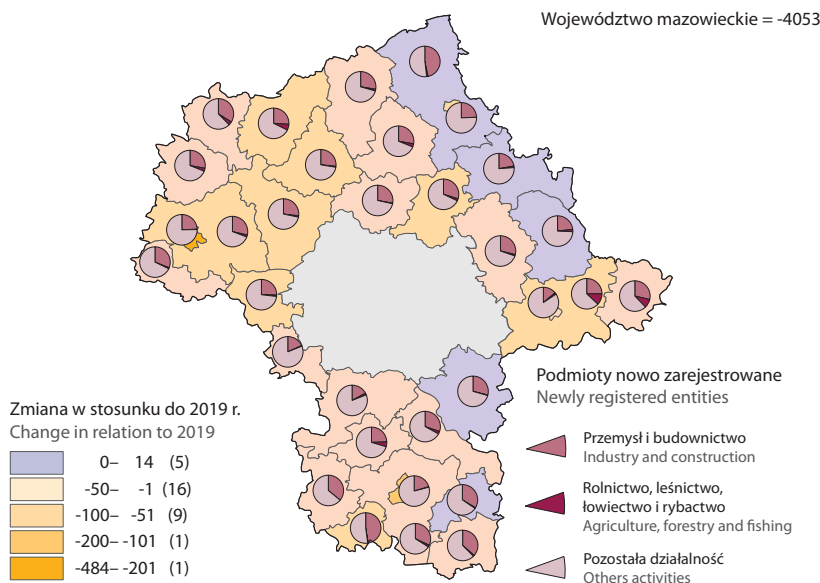 Województwo mazowieckie = -4053
Zmiana w stosunku do 2019 r.
Change in relation to 2019
0– 14 (5)
-50– -1 (16)
-100– -51 (9)
-200– -101 (1)
-484– -201 (1)
Podmioty nowo zarejestrowane
Newly registered entities
Przemysł i budownictwo
Industry and construction
Rolnictwo, leśnictwo,
łowiectwo i rybactwo
Agriculture, forestry and fishing
Pozostała działalność
Others activities